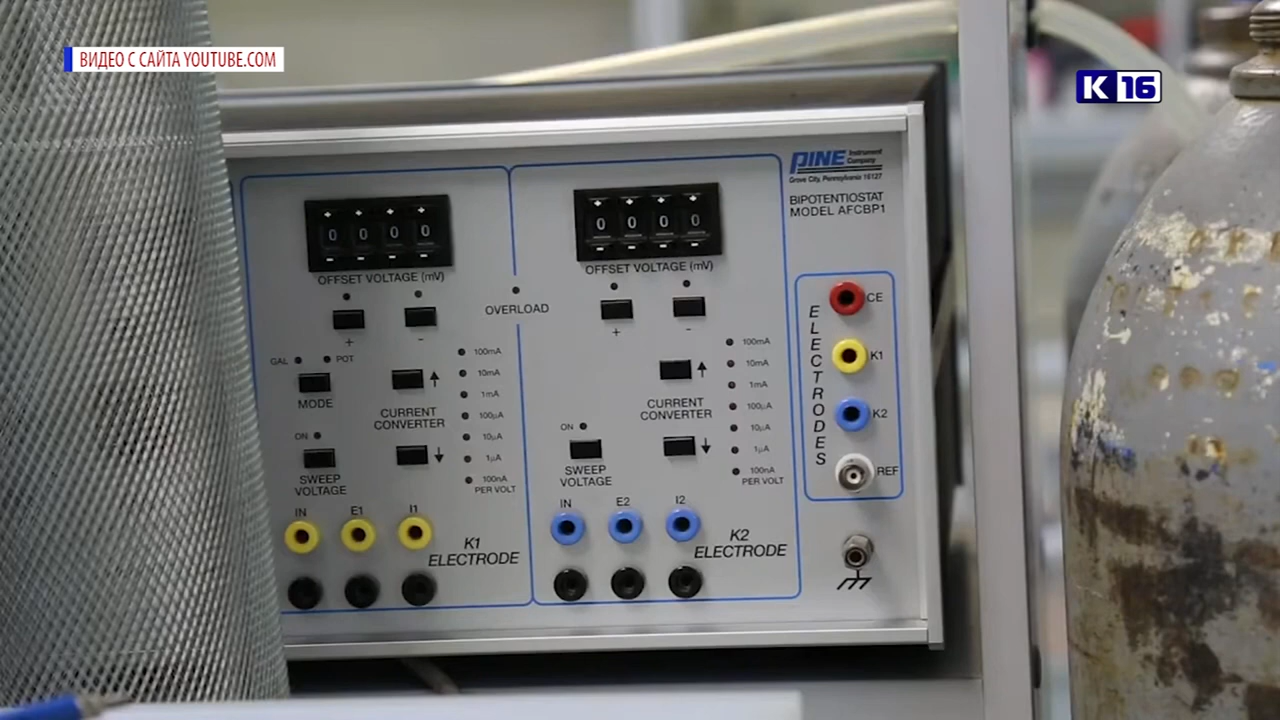 ВИДЕО С САЙТА YOUTUBE.COM
K 16
PINE Instrument Company
Grove City, Pennsylvania 16127
BIPOTENTIOSTAT
MODEL AFCBP1
0 0 0 0
OFFSET VOLTAGE (mV)
+ -
GAL POT
MODE
ON
SWEEP
VOLTAGE
CURRENT
CONVERTER
100mA
10mA
1mA
100µA
10µA
1µA
100nA
PER VOLT
IN E1 I1
K1
ELECTRODE
OVERLOAD
0 0 0 0
OFFSET VOLTAGE (mV)
+ -
CURRENT
CONVERTER
ON
SWEEP
VOLTAGE
100mA
10mA
1mA
100µA
10µA
1µA
100nA
PER VOLT
IN E2 I2
K2
ELECTRODE
ELECTRODES
CE
K1
K2
REF